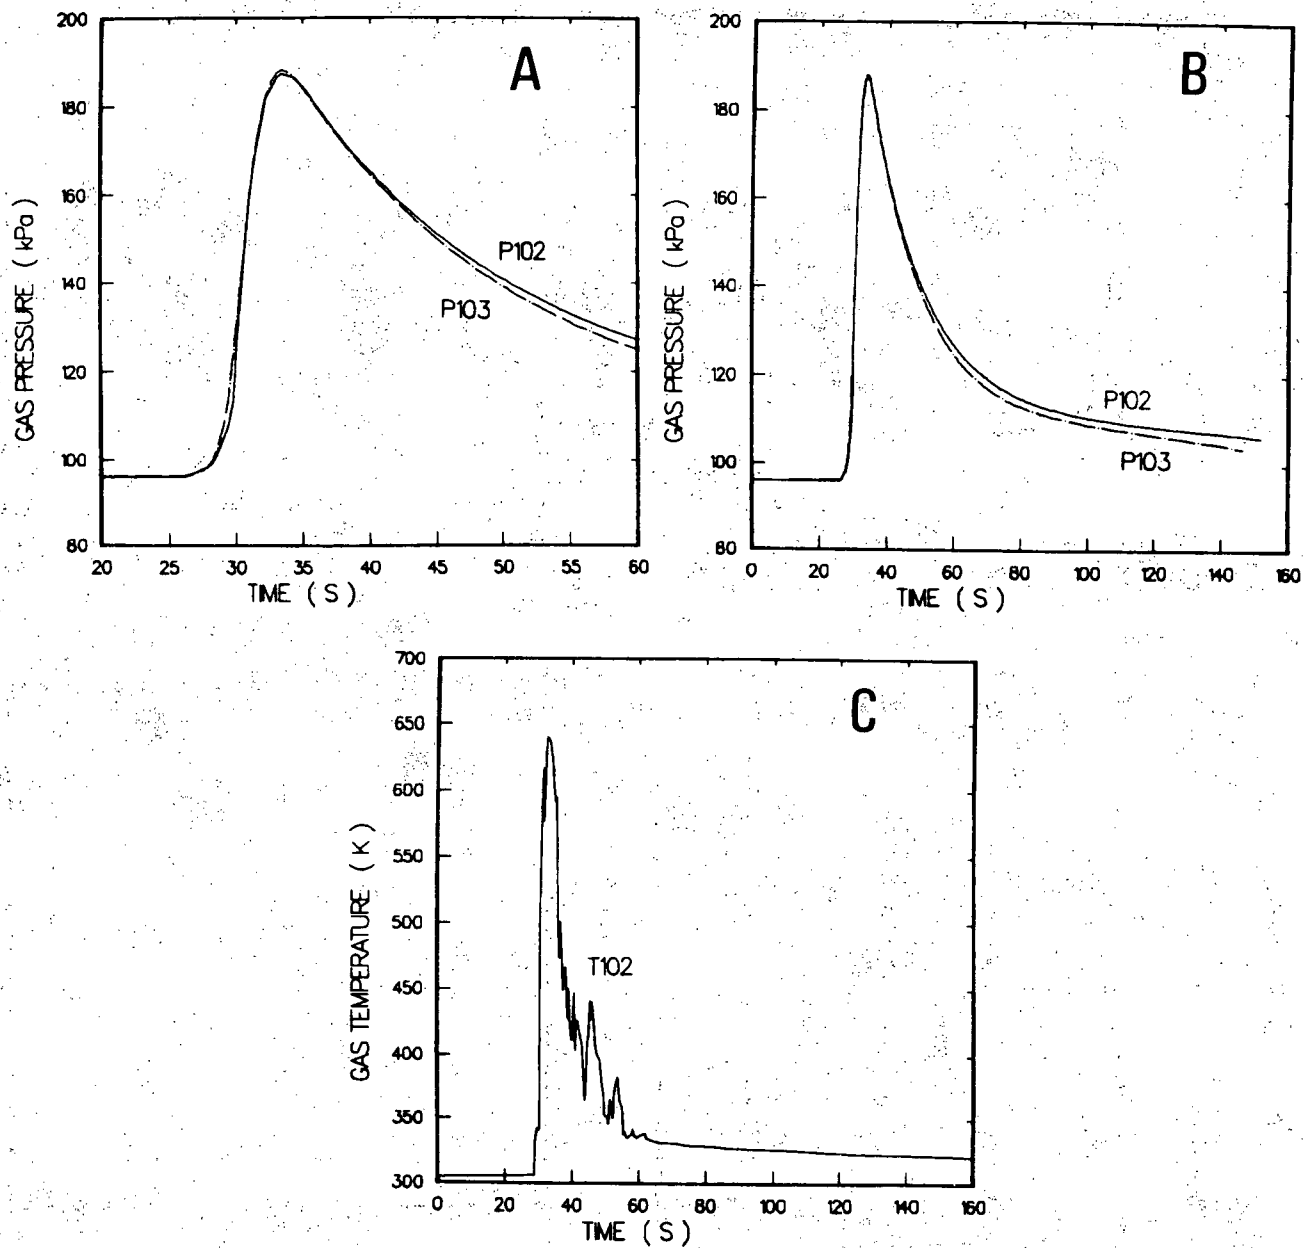 A
200
180
160
140
120
100
80
GAS PRESSURE (kPa)
P102
P103
20 25 30 35 40 45 50 55 60
TIME (S)
B
200
180
160
140
120
100
80
GAS PRESSURE (kPa)
P102
P103
0 20 40 60 80 100 120 140 160
TIME (S)
C
700
650
600
550
500
450
400
350
300
GAS TEMPERATURE (K)
T102
0 20 40 60 80 100 120 140 160
TIME (S)